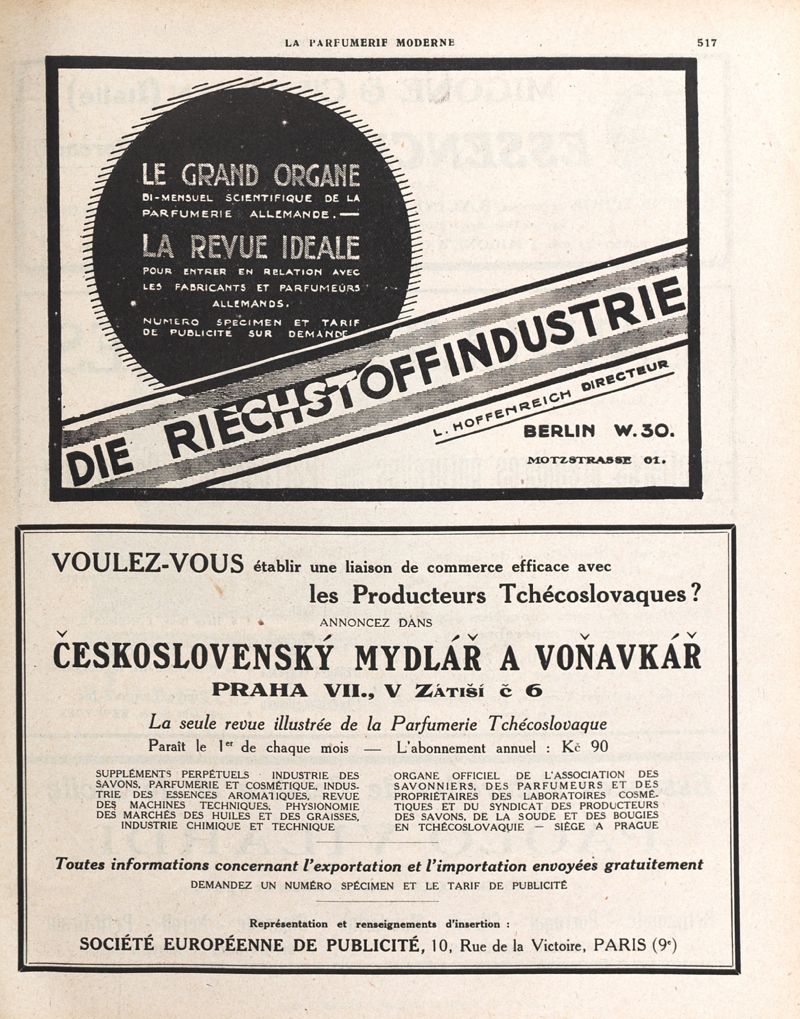 LA PARFUMERIE MODERNE
517
LE GRAND ORGANE
BI-MENSUEL SCIENTIFIQUE DE LA
PARFUMERIE ALLEMANDE.—
LA REVUE IDEALE
POUR ENTRER EN RELATION AVEC
LES FABRICANTS ET PARFUMEURS
ALLEMANDS.
NUMERO SPECIMEN ET TARIF
DE PUBLICITE SUR DEMANDE
DIE RIECHSTOFFINDUSTRIE
L. HOFFENREICH DIRECTEUR
BERLIN W.30.
MOTZSTRASSE 61.
VOULEZ-VOUS établir une liaison de commerce efficace avec
les Producteurs Tchécoslovaques ?
ANNONCEZ DANS
ČESKOSLOVENSKÝ MYDLÁŘ A VOŇAVKÁŘ
PRAHA VII., V ZÁTIŠÍ č 6
La seule revue illustrée de la Parfumerie Tchécoslovaque
Paraît le 1er de chaque mois — L'abonnement annuel : Kč 90
SUPPLÉMENTS PERPÉTUELS INDUSTRIE DES
SAVONS, PARFUMERIE ET COSMÉTIQUE, INDUS-
TRIE DES ESSENCES AROMATIQUES, REVUE
DES MACHINES TECHNIQUES, PHYSIONOMIE
DES MARCHÉS DES HUILES ET DES GRAISSES,
INDUSTRIE CHIMIQUE ET TECHNIQUE
ORGANE OFFICIEL DE L'ASSOCIATION DES
SAVONNIERS, DES PARFUMEURS ET DES
PROPRIÉTAIRES DES LABORATOIRES COSMÉ-
TIQUES ET DU SYNDICAT DES PRODUCTEURS
DES SAVONS, DE LA SOUDE ET DES BOUGIES
EN TCHÉCOSLOVAQUIE — SIÈGE A PRAGUE
Toutes informations concernant l'exportation et l'importation envoyées gratuitement
DEMANDEZ UN NUMÉRO SPÉCIMEN ET LE TARIF DE PUBLICITÉ
Représentation et renseignements d'insertion :
SOCIÉTÉ EUROPÉENNE DE PUBLICITÉ, 10, Rue de la Victoire, PARIS (9e)